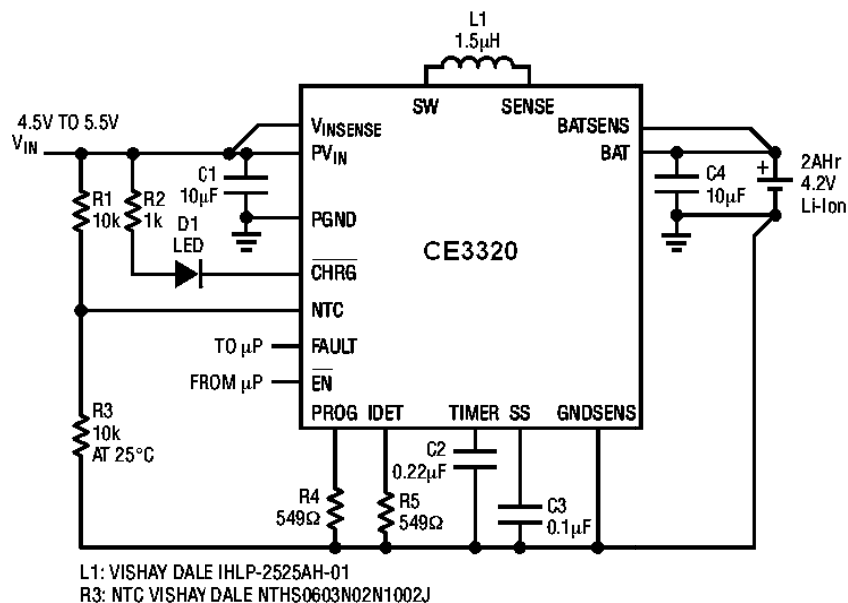 L1
1.5µH
SW
SENSE
4.5V TO 5.5V
VIN
VINSENSE
PVIN
BATSENS
BAT
C1
10µF
R1
10k
R2
1k
D1
LED
PGND
CE3320
C4
10µF
+
2AHr
4.2V
Li-Ion
CHRG
NTC
TO µP
FAULT
FROM µP
EN
PROG
IDET
TIMER
SS
GNDSENS
R3
10k
AT 25°C
R4
549Ω
R5
549Ω
C2
0.22µF
C3
0.1µF
L1: VISHAY DALE IHLP-2525AH-01
R3: NTC VISHAY DALE NTHS0603N02N1002J